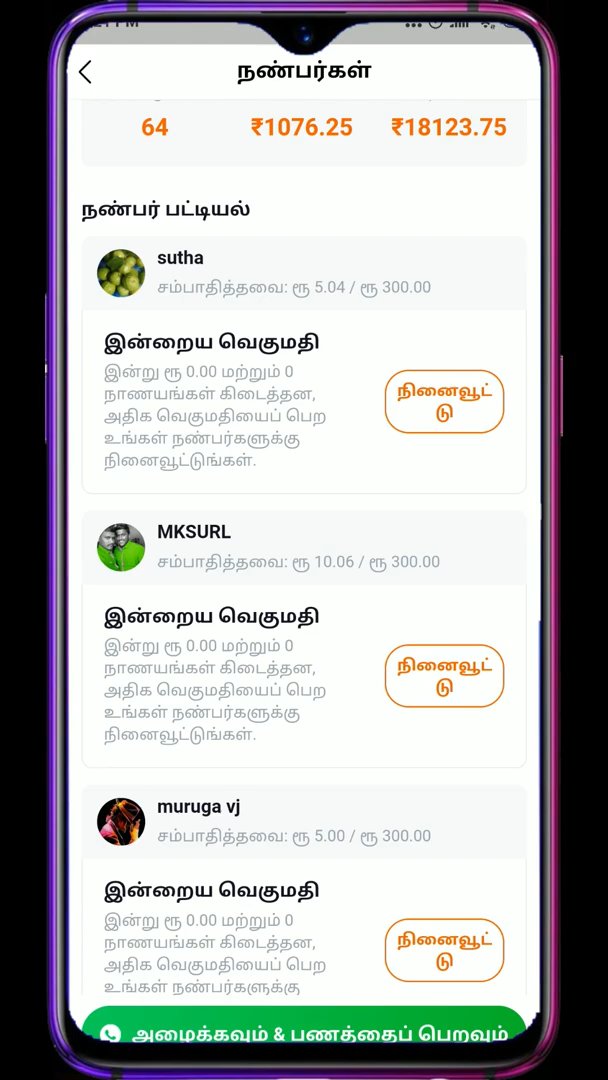 நண்பர்கள்
64 ₹1076.25 ₹18123.75
நண்பர் பட்டியல்
sutha
சம்பாதித்தவை: ரூ 5.04 / ரூ 300.00
இன்றைய வெகுமதி
இன்று ரூ 0.00 மற்றும் 0
நாணயங்கள் கிடைத்தன,
அதிக வெகுமதியைப் பெற
உங்கள் நண்பர்களுக்கு
நினைவூட்டுங்கள்.
நினைவூட்
டு
MKSURL
சம்பாதித்தவை: ரூ 10.06 / ரூ 300.00
இன்றைய வெகுமதி
இன்று ரூ 0.00 மற்றும் 0
நாணயங்கள் கிடைத்தன,
அதிக வெகுமதியைப் பெற
உங்கள் நண்பர்களுக்கு
நினைவூட்டுங்கள்.
நினைவூட்
டு
muruga vj
சம்பாதித்தவை: ரூ 5.00 / ரூ 300.00
இன்றைய வெகுமதி
இன்று ரூ 0.00 மற்றும் 0
நாணயங்கள் கிடைத்தன,
அதிக வெகுமதியைப் பெற
உங்கள் நண்பர்களுக்கு
நினைவூட்
டு
அழைக்கவும் & பணத்தைப் பெறவும்